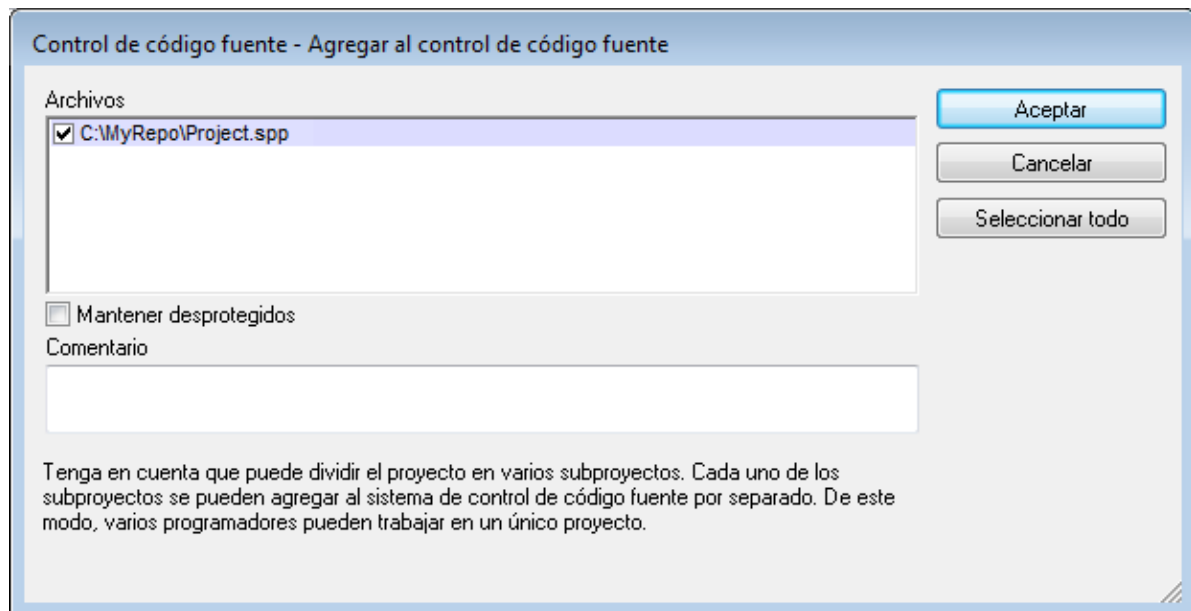 Control de código fuente - Agregar al control de código fuente
Archivos
C:\MyRepo\Project.spp
Aceptar
Cancelar
Seleccionar todo
Mantener desprotegidos
Comentario
Tenga en cuenta que puede dividir el proyecto en varios subproyectos. Cada uno de los
subproyectos se pueden agregar al sistema de control de código fuente por separado. De este
modo, varios programadores pueden trabajar en un único proyecto.